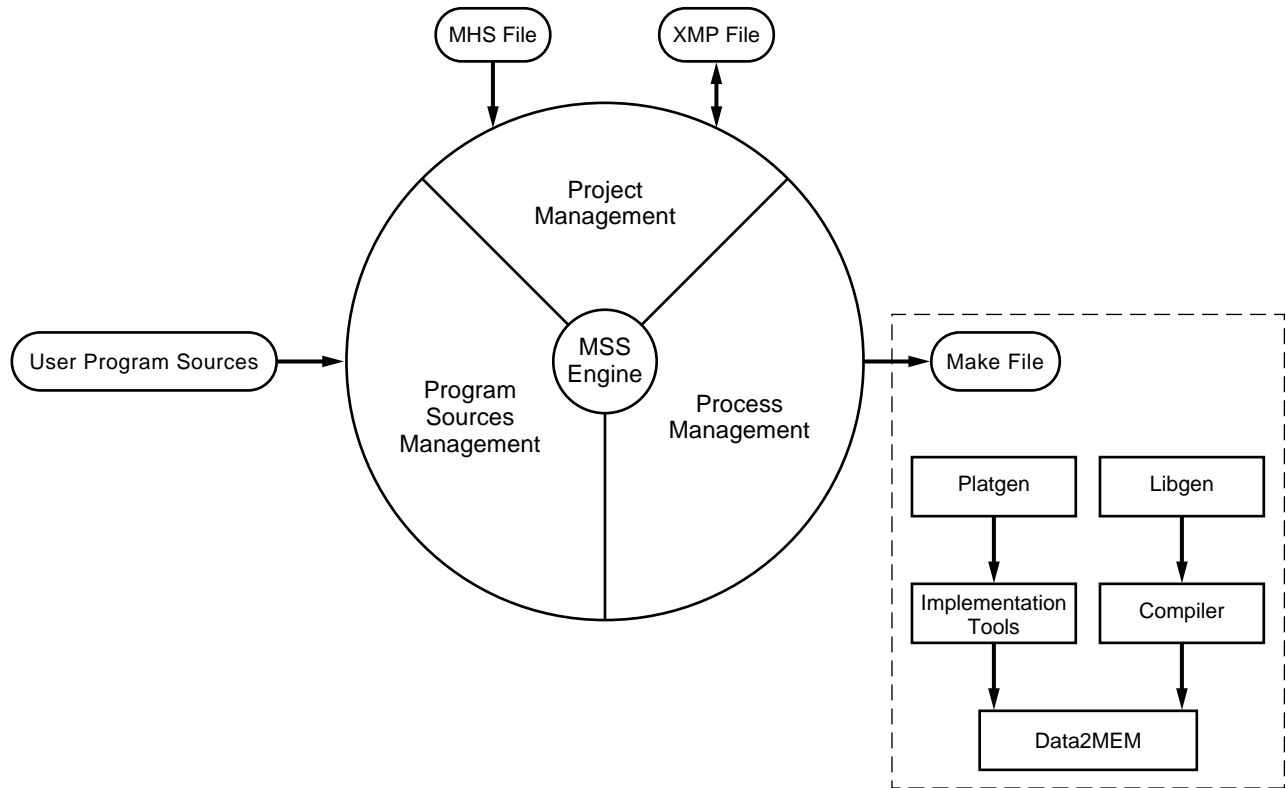 MHS File
XMP File
Project
Management
User Program Sources
MSS
Engine
Make File
Program
Sources
Management
Process
Management
Platgen
Libgen
Implementation
Tools
Compiler
Data2MEM